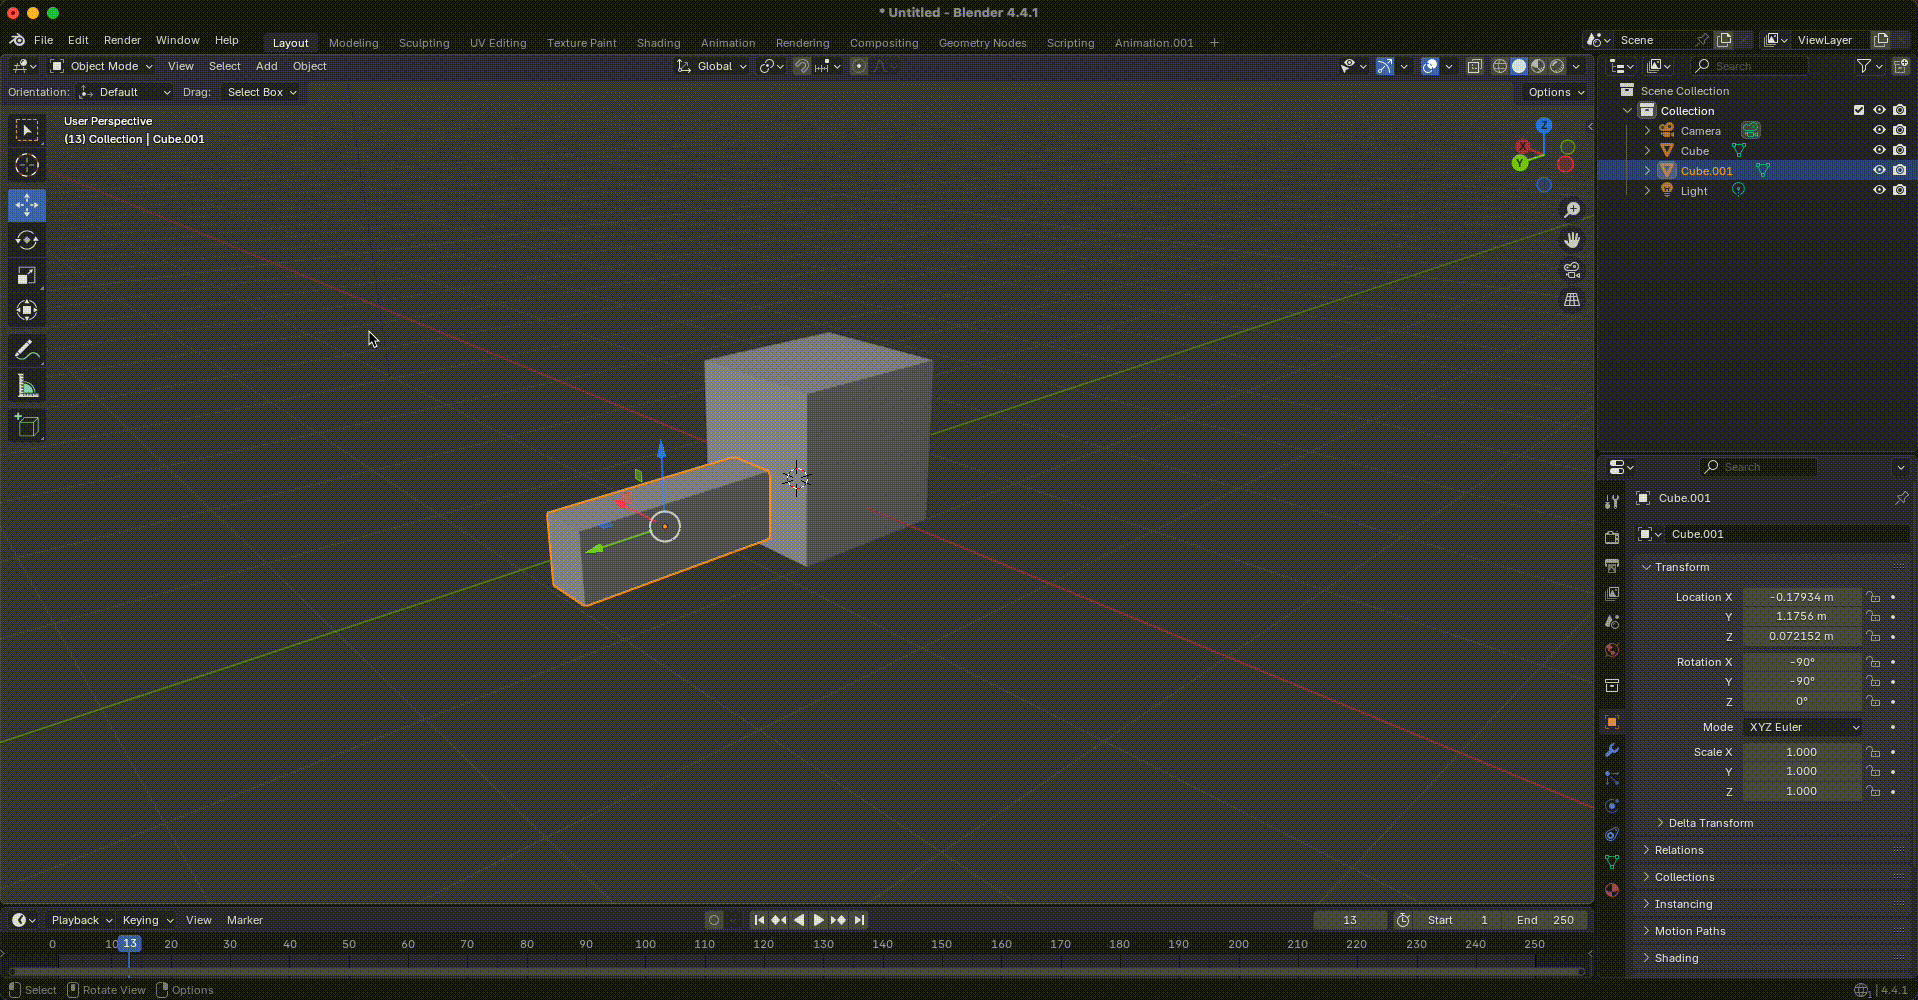 * Untitled - Blender 4.4.1
File Edit Render Window Help Layout Modeling Sculpting UV Editing Texture Paint Shading Animation Rendering Compositing Geometry Nodes Scripting Animation.001 + Scene ViewLayer
Object Mode View Select Add Object Global Search
Orientation: Default Drag: Select Box Options
User Perspective
(13) Collection | Cube.001
Z
X
Y
Scene Collection
Collection
Camera
Cube
Cube.001
Light
Search
Cube.001
Cube.001
Transform
Location X -0.17934 m
Y 1.1756 m
Z 0.072152 m
Rotation X -90°
Y -90°
Z 0°
Mode XYZ Euler
Scale X 1.000
Y 1.000
Z 1.000
Delta Transform
Relations
Collections
Instancing
Motion Paths
Shading
Playback Keying View Marker 13 Start 1 End 250
0 10 13 20 30 40 50 60 70 80 90 100 110 120 130 140 150 160 170 180 190 200 210 220 230 240 250
Select Rotate View Options 1 | 4.4.1